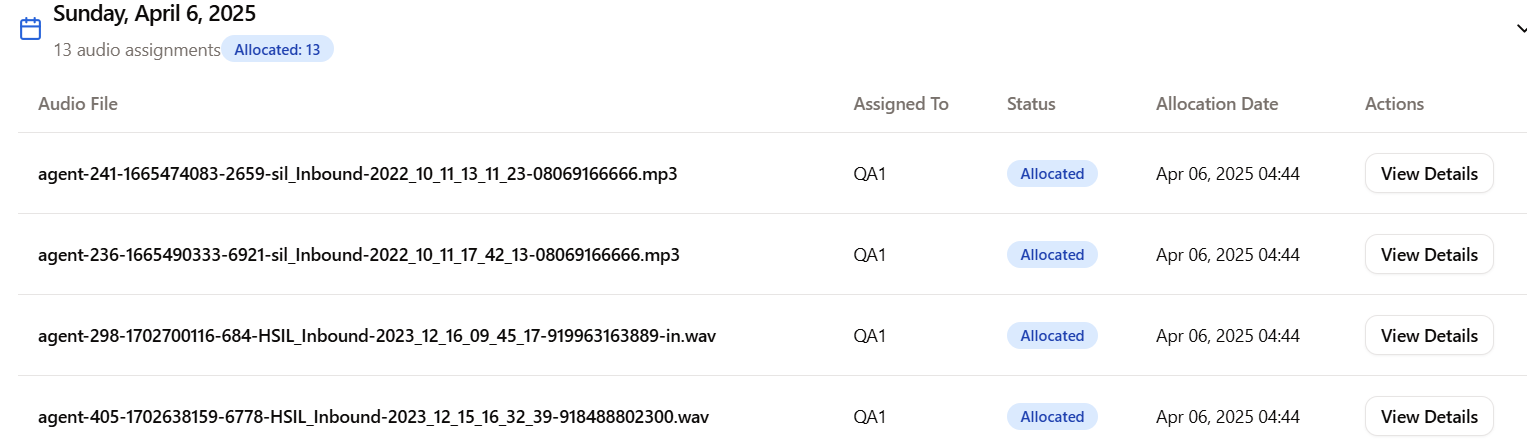 Sunday, April 6, 2025
13 audio assignments Allocated: 13
Audio File Assigned To Status Allocation Date Actions
agent-241-1665474083-2659-sil_Inbound-2022_10_11_13_11_23-08069166666.mp3 QA1 Allocated Apr 06, 2025 04:44 View Details
agent-236-1665490333-6921-sil_Inbound-2022_10_11_17_42_13-08069166666.mp3 QA1 Allocated Apr 06, 2025 04:44 View Details
agent-298-1702700116-684-HSIL_Inbound-2023_12_16_09_45_17-919963163889-in.wav QA1 Allocated Apr 06, 2025 04:44 View Details
agent-405-1702638159-6778-HSIL_Inbound-2023_12_15_16_32_39-918488802300.wav QA1 Allocated Apr 06, 2025 04:44 View Details